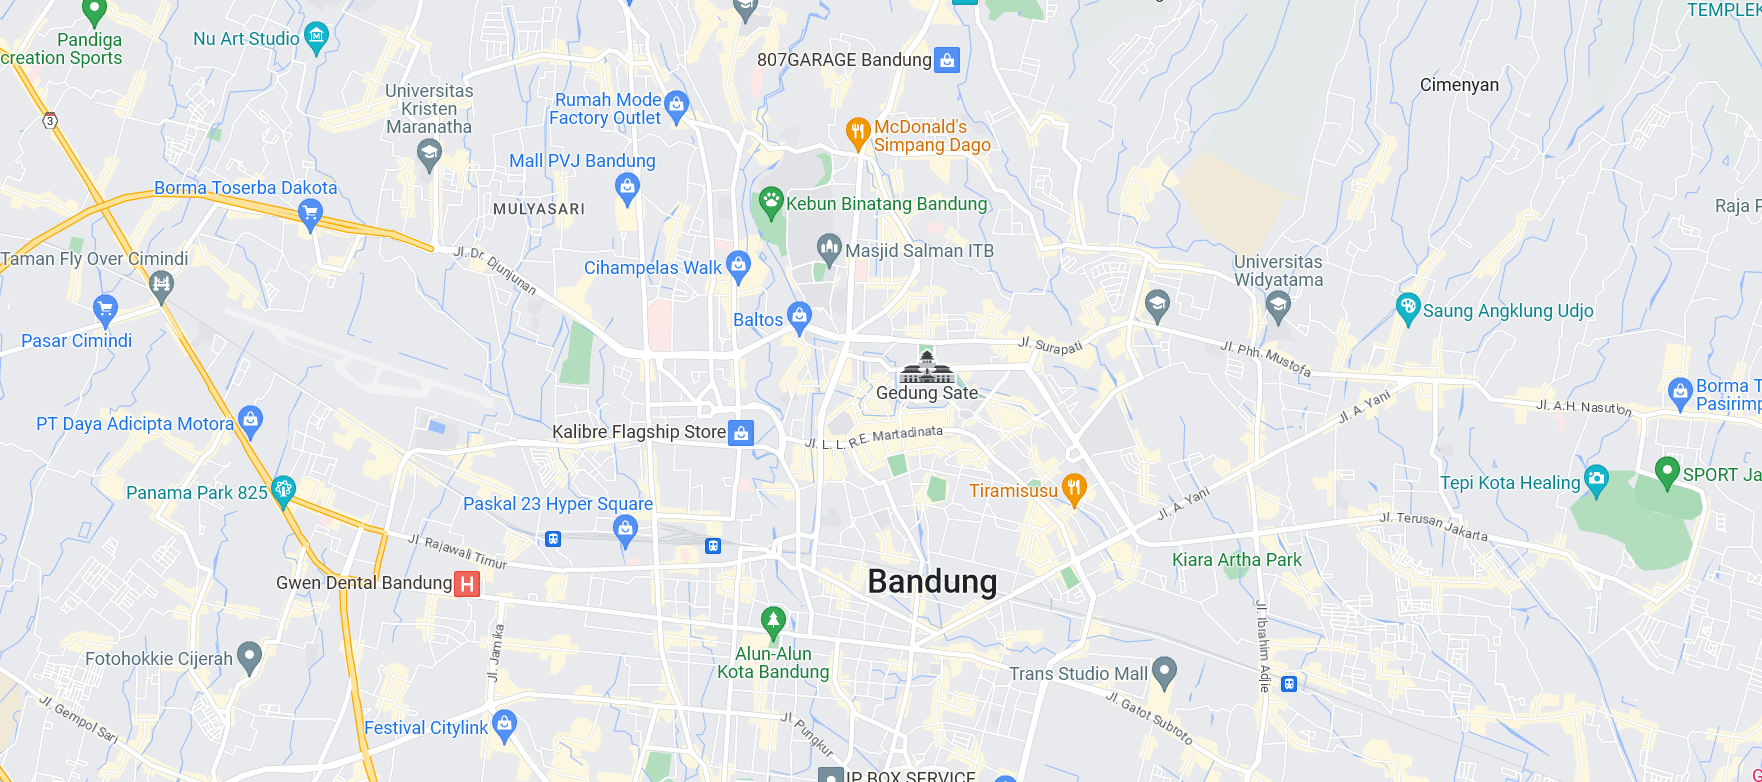 TEMPLEK
Pandiga
creation Sports
Nu Art Studio
807GARAGE Bandung
Cimenyan
Universitas
Kristen
Maranatha
Rumah Mode
Factory Outlet
McDonald's
Simpang Dago
Mall PVJ Bandung
Borma Toserba Dakota
MULYASARI
Kebun Binatang Bandung
Raja P
3
Jl. Dr. Djunjunan
Masjid Salman ITB
Taman Fly Over Cimindi
Cihampelas Walk
Universitas
Widyatama
Saung Angklung Udjo
Baltos
Pasar Cimindi
Jl. Surapati
Jl. Phh. Mustofa
Gedung Sate
Borma T
Pasirimp
Jl. A.Yani
Jl. A.H. Nasution
PT Daya Adicipta Motora
Kalibre Flagship Store
Jl. L. L. R.E. Martadinata
SPORT Ja
Tepi Kota Healing
Panama Park 825
Tiramisusu
Paskal 23 Hyper Square
Jl. A. Yani
Jl. Terusan Jakarta
Jl. Rajawali Timur
Kiara Artha Park
Gwen Dental Bandung
H
Bandung
Jl. Jamika
Jl. Ibrahim Adjie
Alun-Alun
Kota Bandung
Fotohokkie Cijerah
Trans Studio Mall
Jl. Gempol Sari
Jl. Gatot Subroto
Festival Citylink
Jl. Pungkur
JP BOX SERVICE
G